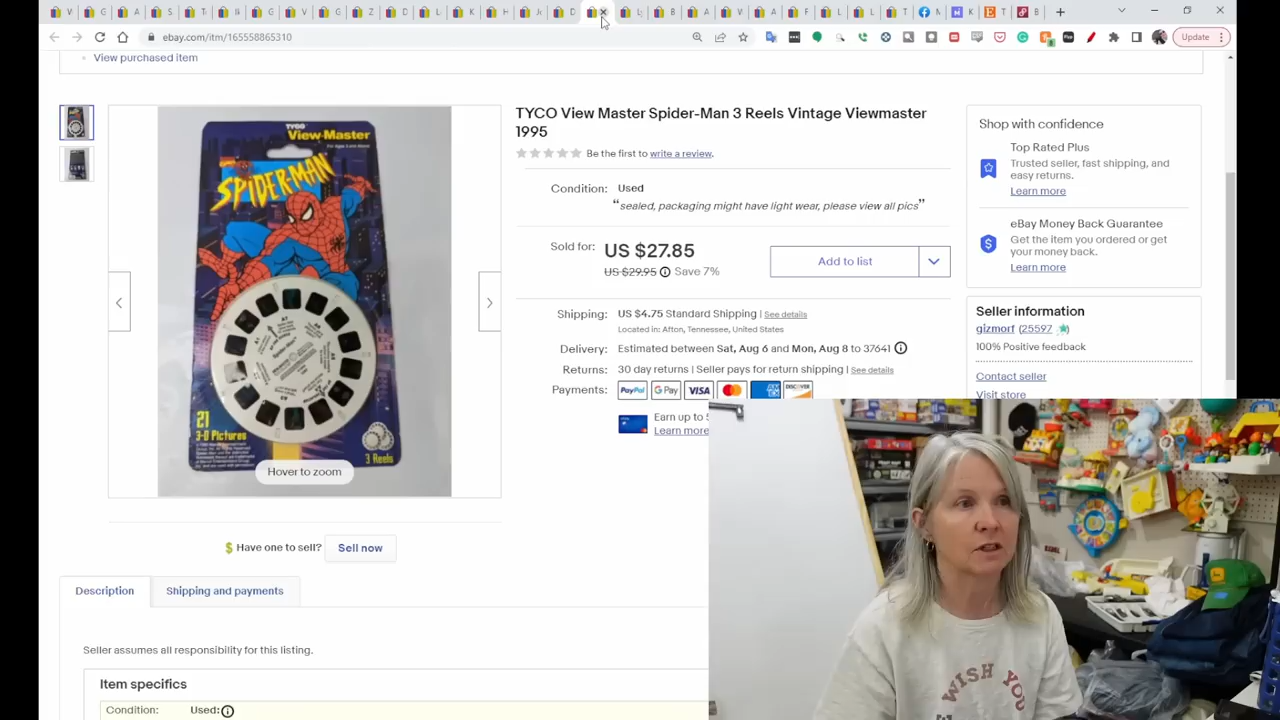 ebay.com/itm/165558865310
Update
View purchased item
TYCO View Master Spider-Man 3 Reels Vintage Viewmaster
1995
Be the first to write a review.
Condition: Used
“sealed, packaging might have light wear, please view all pics”
Sold for: US $27.85
US $29.95 Save 7%
Add to list
Shipping: US $4.75 Standard Shipping | See details
Located in: Afton, Tennessee, United States
Delivery: Estimated between Sat, Aug 6 and Mon, Aug 8 to 37641
Returns: 30 day returns | Seller pays for return shipping | See details
Payments: PayPal G Pay VISA DISCOVER
Earn up to 5
Learn more
Shop with confidence
Top Rated Plus
Trusted seller, fast shipping, and
easy returns.
Learn more
eBay Money Back Guarantee
Get the item you ordered or get
your money back.
Learn more
Seller information
gizmorf (25597)
100% Positive feedback
Contact seller
Visit store
TYCO
View-Master
SPIDER-MAN
21
3-D Pictures
3 Reels
Hover to zoom
Have one to sell? Sell now
Description
Shipping and payments
Seller assumes all responsibility for this listing.
Item specifics
Condition: Used:
WISH YOU